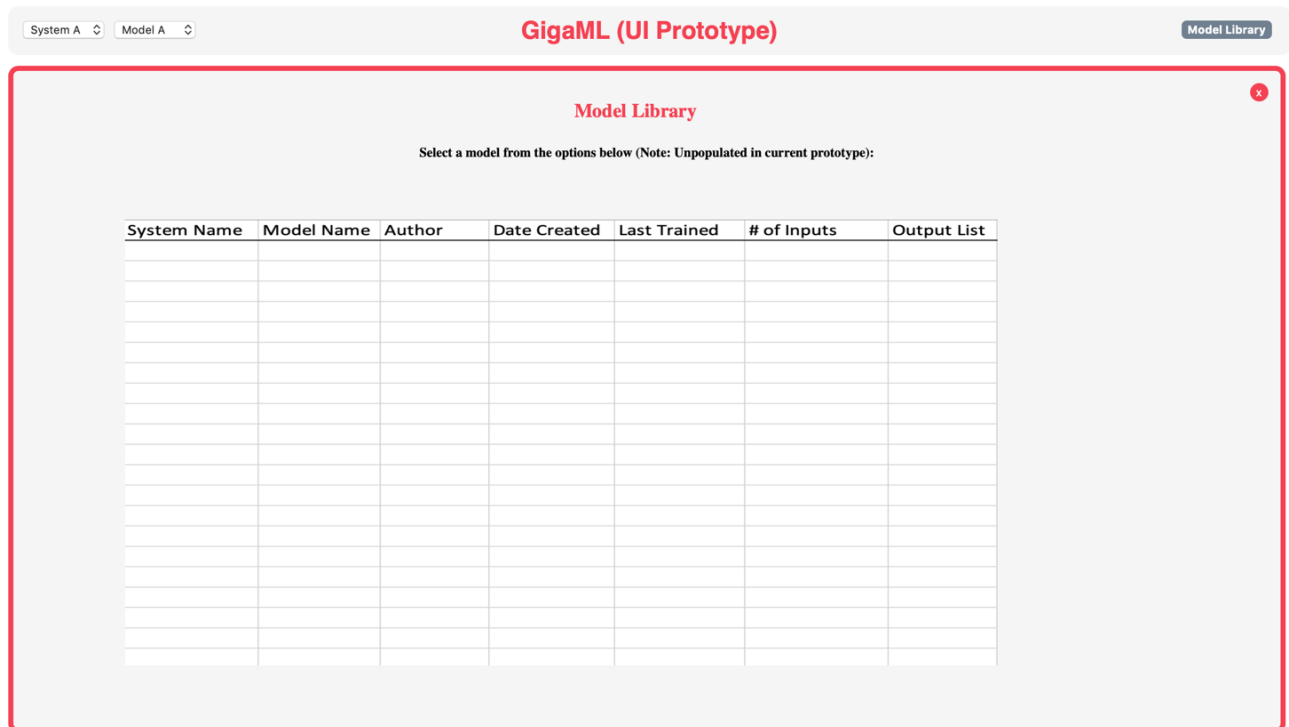 System A Model A GigaML (UI Prototype) Model Library
x
Model Library
Select a model from the options below (Note: Unpopulated in current prototype):
System Name Model Name Author Date Created Last Trained # of Inputs Output List